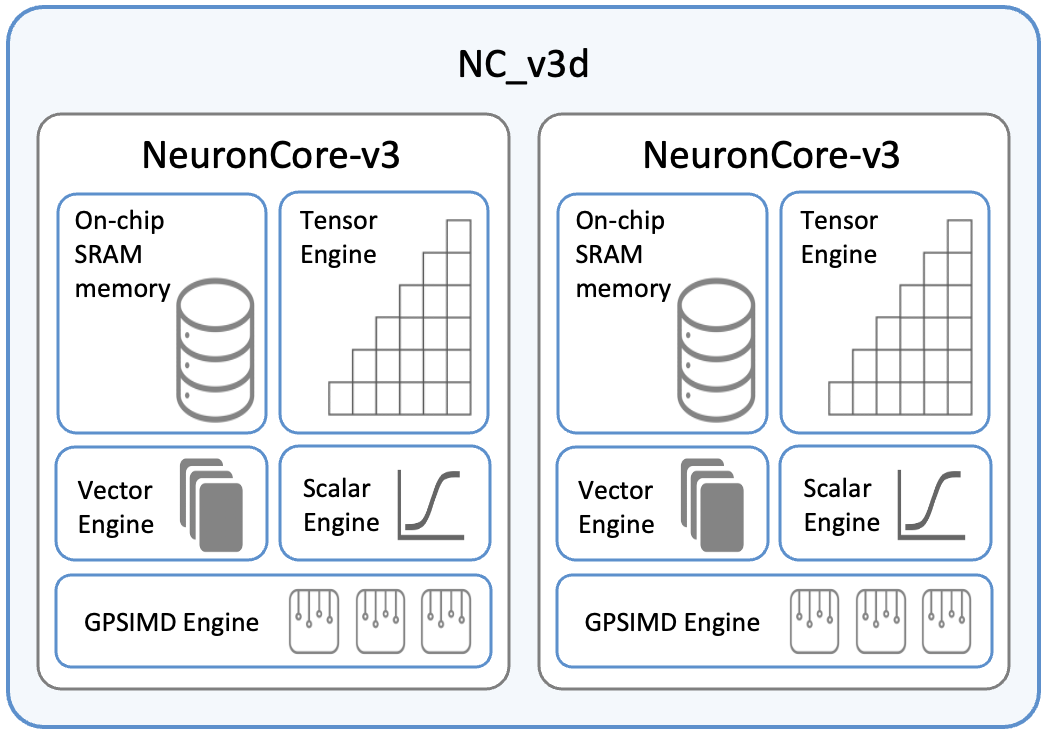 NC_v3d
NeuronCore-v3
On-chip
SRAM
memory
Tensor
Engine
Vector
Engine
Scalar
Engine
GPSIMD Engine
NeuronCore-v3
On-chip
SRAM
memory
Tensor
Engine
Vector
Engine
Scalar
Engine
GPSIMD Engine